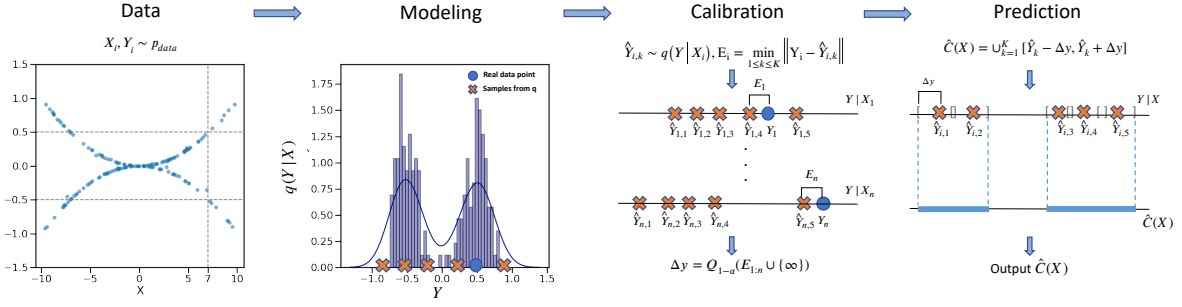 Data
Modeling
Calibration
Prediction
X_i, Y_i ∼ p_data
1.5
1.0
0.5
0.0
−0.5
−1.0
−1.5
−10
−5
0
5
7
10
X
q(Y | X)
2.00
1.75
1.50
1.25
1.00
0.75
0.50
0.25
0.00
Real data point
Samples from q
−1.0
−0.5
0.0
0.5
1.0
Y
Ŷ_{i,k} ∼ q(Y | X_i), E_i = min_{1≤k≤K} ‖Y_i − Ŷ_{i,k}‖
E_1
Y | X_1
Ŷ_{1,1} Ŷ_{1,2} Ŷ_{1,3} Ŷ_{1,4} Y_1 Ŷ_{1,5}
E_n
Y | X_n
Ŷ_{n,1} Ŷ_{n,2} Ŷ_{n,3} Ŷ_{n,4} Ŷ_{n,5} Y_n
Δy = Q_{1−α}(E_{1:n} ∪ {∞})
Ĉ(X) = ∪_{k=1}^K [Ŷ_k − Δy, Ŷ_k + Δy]
Δy
[ [ ] ] [ [ ] [ ] ] Y | X
Ŷ_{i,1} Ŷ_{i,2} Ŷ_{i,3} Ŷ_{i,4} Ŷ_{i,5}
Ĉ(X)
Output Ĉ(X)